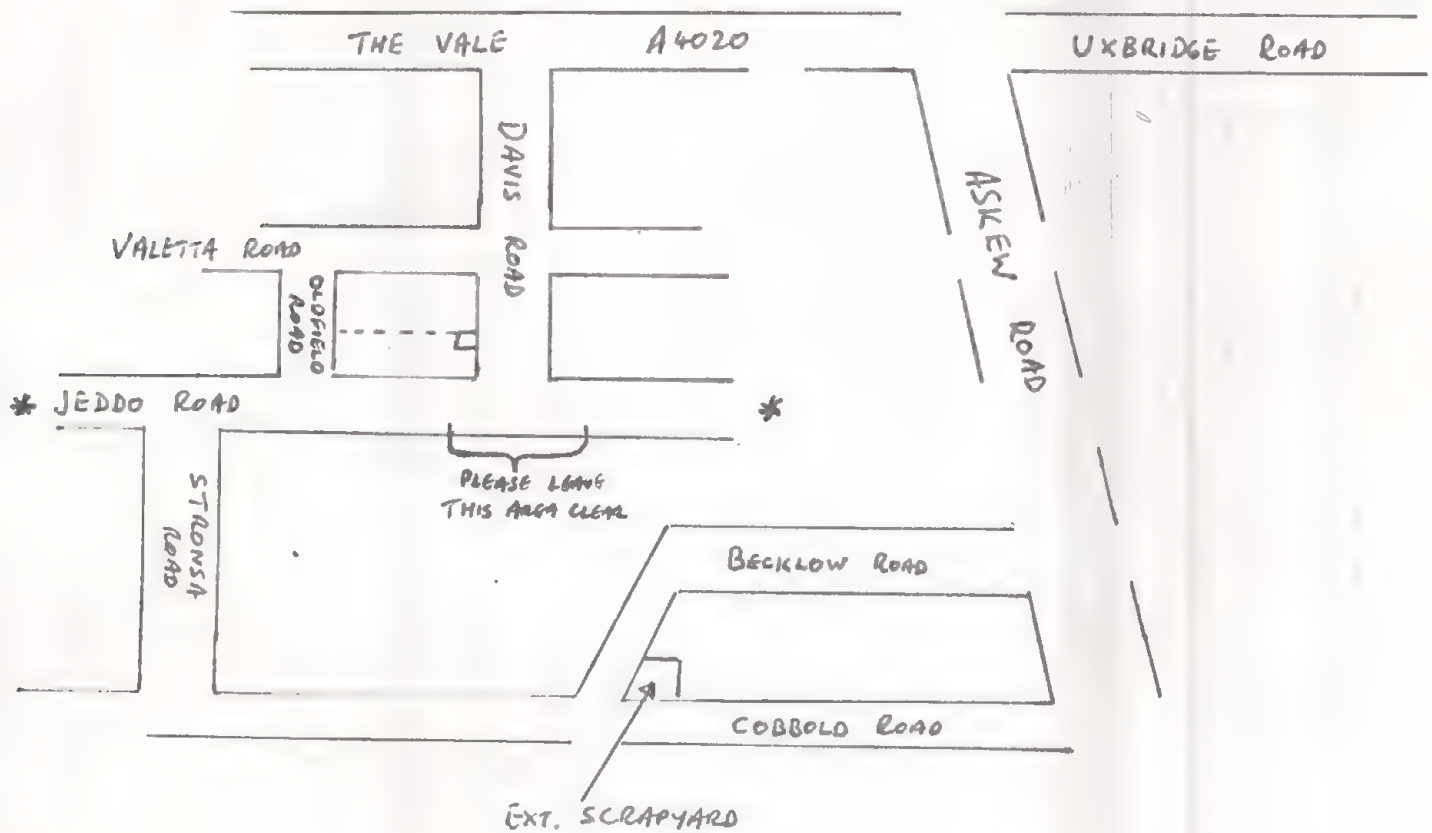 THE VALE A4020
UXBRIDGE ROAD
DAVIS ROAD
ASKEW ROAD
VALETTA ROAD
OLDFIELD
ROAD
* JEDDO ROAD *
PLEASE LEAVE
THIS AREA CLEAR
STRONSA
ROAD
BECKLOW ROAD
COBBOLD ROAD
EXT. SCRAPYARD